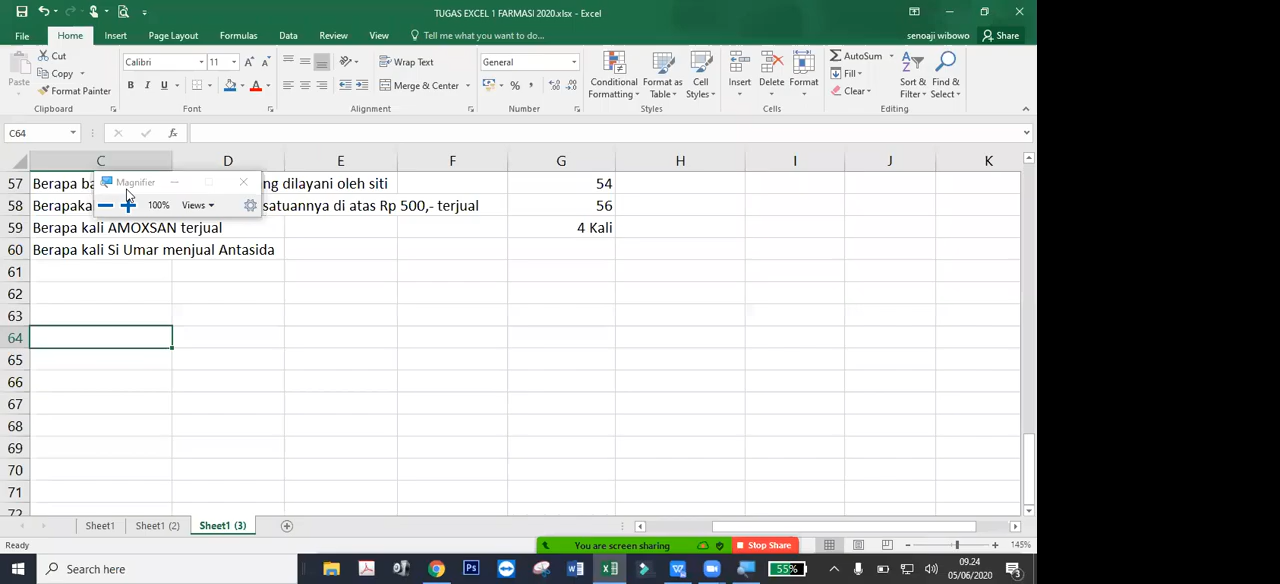 TUGAS EXCEL 1 FARMASI 2020.xlsx - Excel
File Home Insert Page Layout Formulas Data Review View Tell me what you want to do... senoaji wibowo Share
Paste Cut Copy Format Painter Clipboard
Calibri 11 B I U A Font
Wrap Text Merge & Center Alignment
General % , Number
Conditional Formatting Format as Table Cell Styles Styles
Insert Delete Format Cells
AutoSum Fill Clear Sort & Filter Find & Select Editing
C64 fx
C D E F G H I J K
57 Berapa ba ng dilayani oleh siti 54
Magnifier
58 Berapaka satuannya di atas Rp 500,- terjual 56
100% Views
59 Berapa kali AMOXSAN terjual 4 Kali
60 Berapa kali Si Umar menjual Antasida
61
62
63
64
65
66
67
68
69
70
71
72
Sheet1 Sheet1 (2) Sheet1 (3)
Ready You are screen sharing Stop Share 145%
Search here 55% 09.24
05/06/2020 3